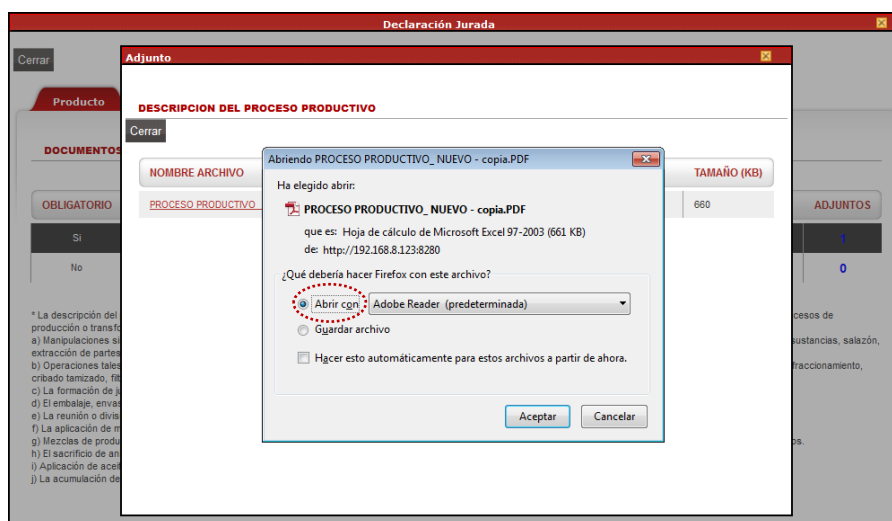 Declaración Jurada
Cerrar
Adjunto
Producto
DESCRIPCION DEL PROCESO PRODUCTIVO
Cerrar
DOCUMENTOS
Abriendo PROCESO PRODUCTIVO_ NUEVO - copia.PDF
NOMBRE ARCHIVO
TAMAÑO (KB)
Ha elegido abrir:
OBLIGATORIO
PROCESO PRODUCTIVO_
PROCESO PRODUCTIVO_ NUEVO - copia.PDF
660
ADJUNTOS
que es: Hoja de cálculo de Microsoft Excel 97-2003 (661 KB)
Si
1
de: http://192.168.8.123:8280
No
0
¿Qué debería hacer Firefox con este archivo?
Abrir con
Adobe Reader (predeterminada)
Guardar archivo
Hacer esto automáticamente para estos archivos a partir de ahora.
Aceptar
Cancelar
* La descripción del
cesos de
producción o transfo
a) Manipulaciones si
sustancias, salazón,
extracción de partes
b) Operaciones tales
fraccionamiento,
cribado tamizado, filt
c) La formación de ju
d) El embalaje, envas
e) La reunión o divis
f) La aplicación de m
g) Mezclas de produ
os.
h) El sacrificio de an
i) Aplicación de aceit
j) La acumulación de